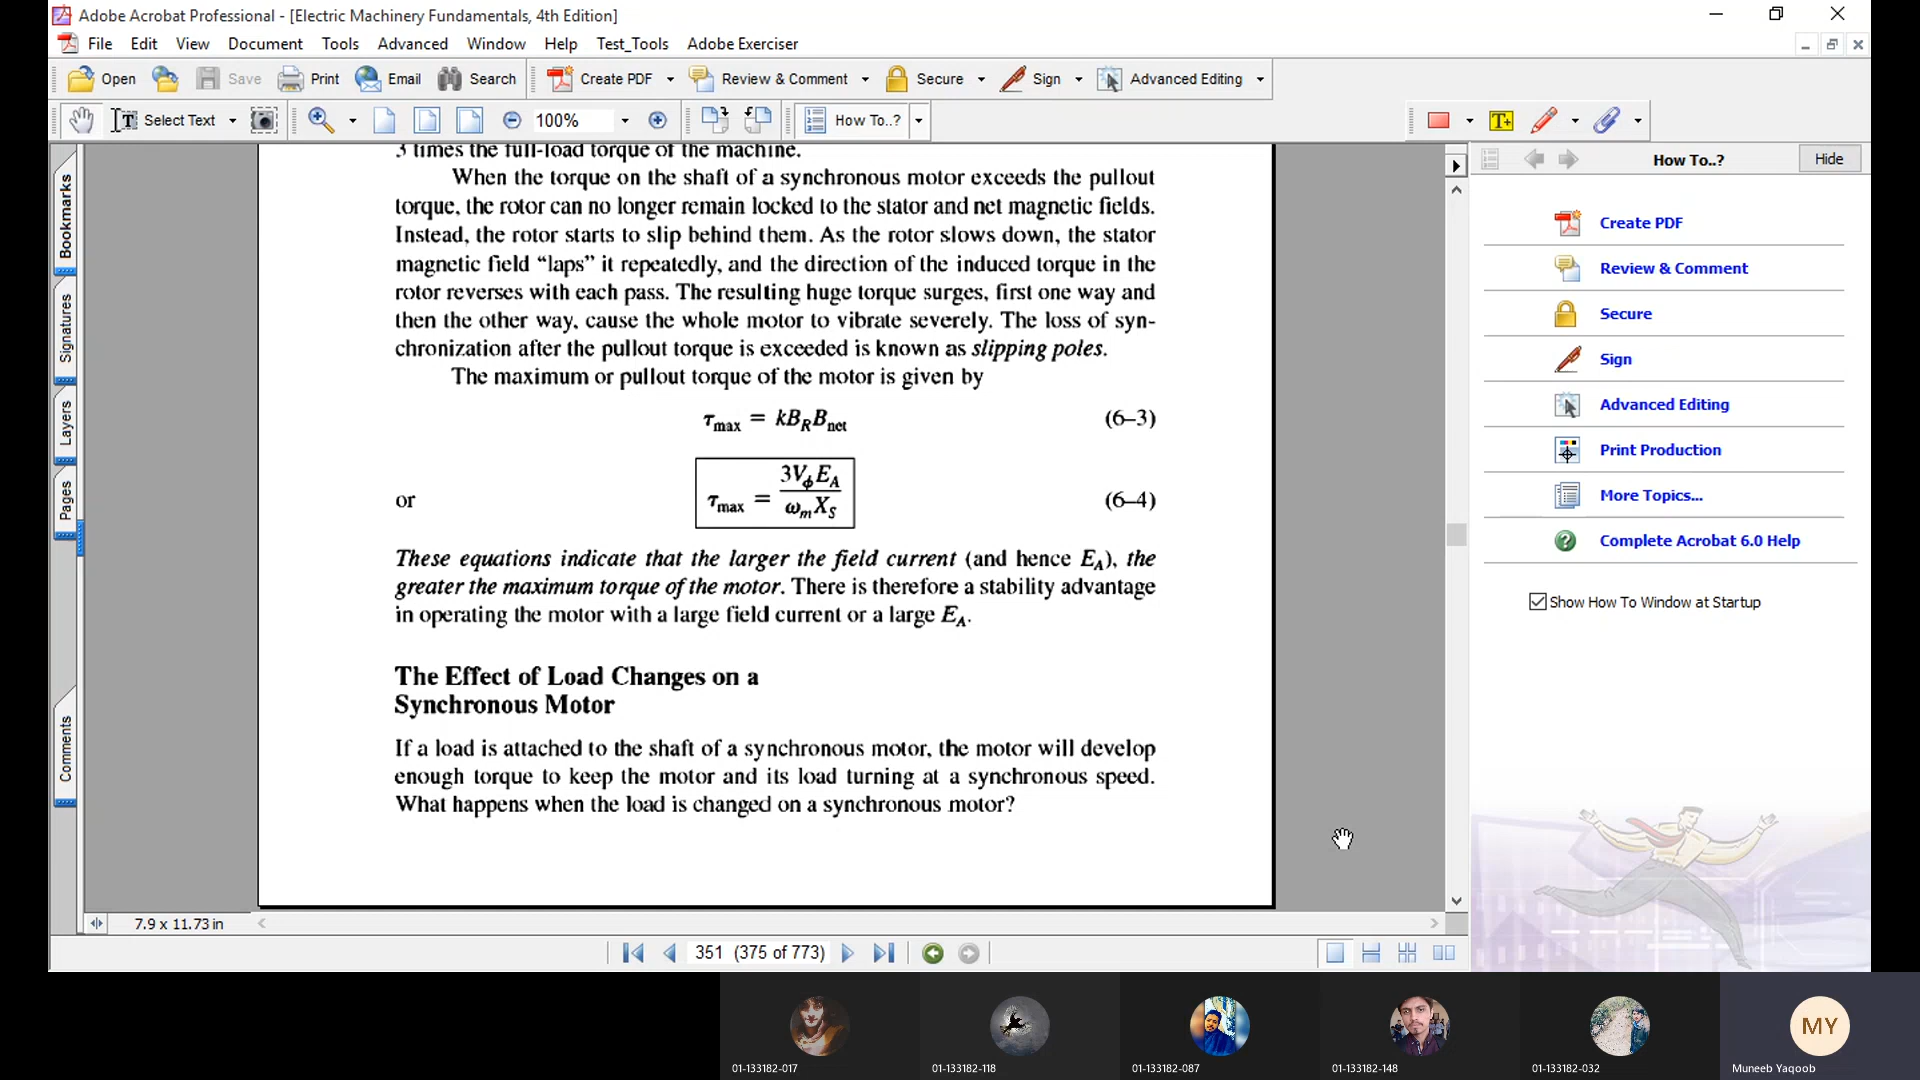 Adobe Acrobat Professional - [Electric Machinery Fundamentals, 4th Edition]
File Edit View Document Tools Advanced Window Help Test_Tools Adobe Exerciser
Open Save Print Email Search Create PDF Review & Comment Secure Sign Advanced Editing
Select Text 100% How To..? T+
Bookmarks
Signatures
Layers
Pages
Comments
3 times the full-load torque of the machine.
When the torque on the shaft of a synchronous motor exceeds the pullout
torque, the rotor can no longer remain locked to the stator and net magnetic fields.
Instead, the rotor starts to slip behind them. As the rotor slows down, the stator
magnetic field “laps” it repeatedly, and the direction of the induced torque in the
rotor reverses with each pass. The resulting huge torque surges, first one way and
then the other way, cause the whole motor to vibrate severely. The loss of syn-
chronization after the pullout torque is exceeded is known as slipping poles.
The maximum or pullout torque of the motor is given by
τmax = kBRBnet (6–3)
or τmax = 3VφEA / ωmXS (6–4)
These equations indicate that the larger the field current (and hence EA), the
greater the maximum torque of the motor. There is therefore a stability advantage
in operating the motor with a large field current or a large EA.
The Effect of Load Changes on a
Synchronous Motor
If a load is attached to the shaft of a synchronous motor, the motor will develop
enough torque to keep the motor and its load turning at a synchronous speed.
What happens when the load is changed on a synchronous motor?
How To..? Hide
Create PDF
Review & Comment
Secure
Sign
Advanced Editing
Print Production
More Topics...
Complete Acrobat 6.0 Help
Show How To Window at Startup
7.9 x 11.73 in
351 (375 of 773)
MY
01-133182-017 01-133182-118 01-133182-087 01-133182-148 01-133182-032 Muneeb Yaqoob